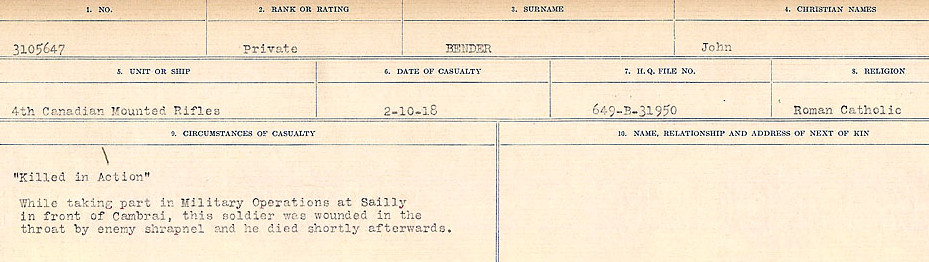 1. NO. 2. RANK OR RATING 3. SURNAME 4. CHRISTIAN NAMES
3105647 Private BENDER John
5. UNIT OR SHIP 6. DATE OF CASUALTY 7. H.Q. FILE NO. 8. RELIGION
4th Canadian Mounted Rifles 2-10-18 649-B-31950 Roman Catholic
9. CIRCUMSTANCES OF CASUALTY 10. NAME, RELATIONSHIP AND ADDRESS OF NEXT OF KIN
"Killed in Action"
While taking part in Military Operations at Sailly
in front of Cambrai, this soldier was wounded in the
throat by enemy shrapnel and he died shortly afterwards.